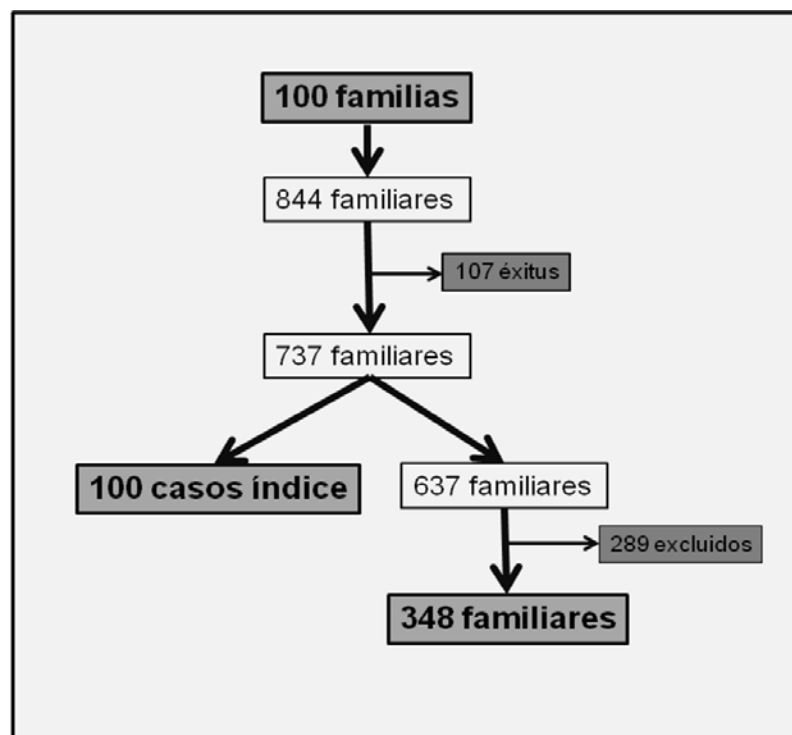 100 familias
844 familiares
107 éxitus
737 familiares
100 casos índice
637 familiares
289 excluidos
348 familiares